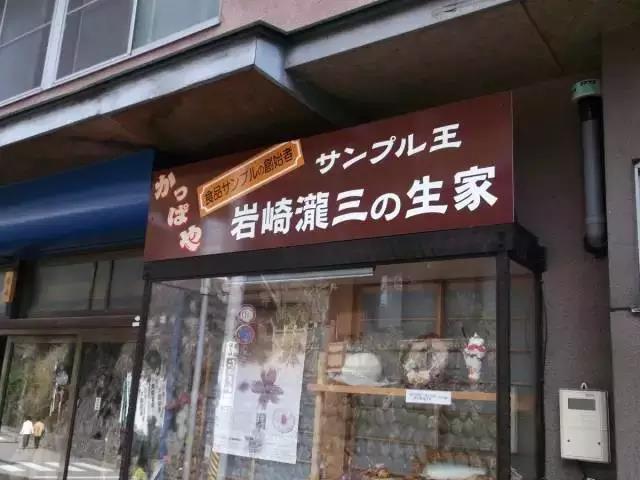 かっぱや
食品サンプルの創始者
サンプル王
岩崎瀧三の生家